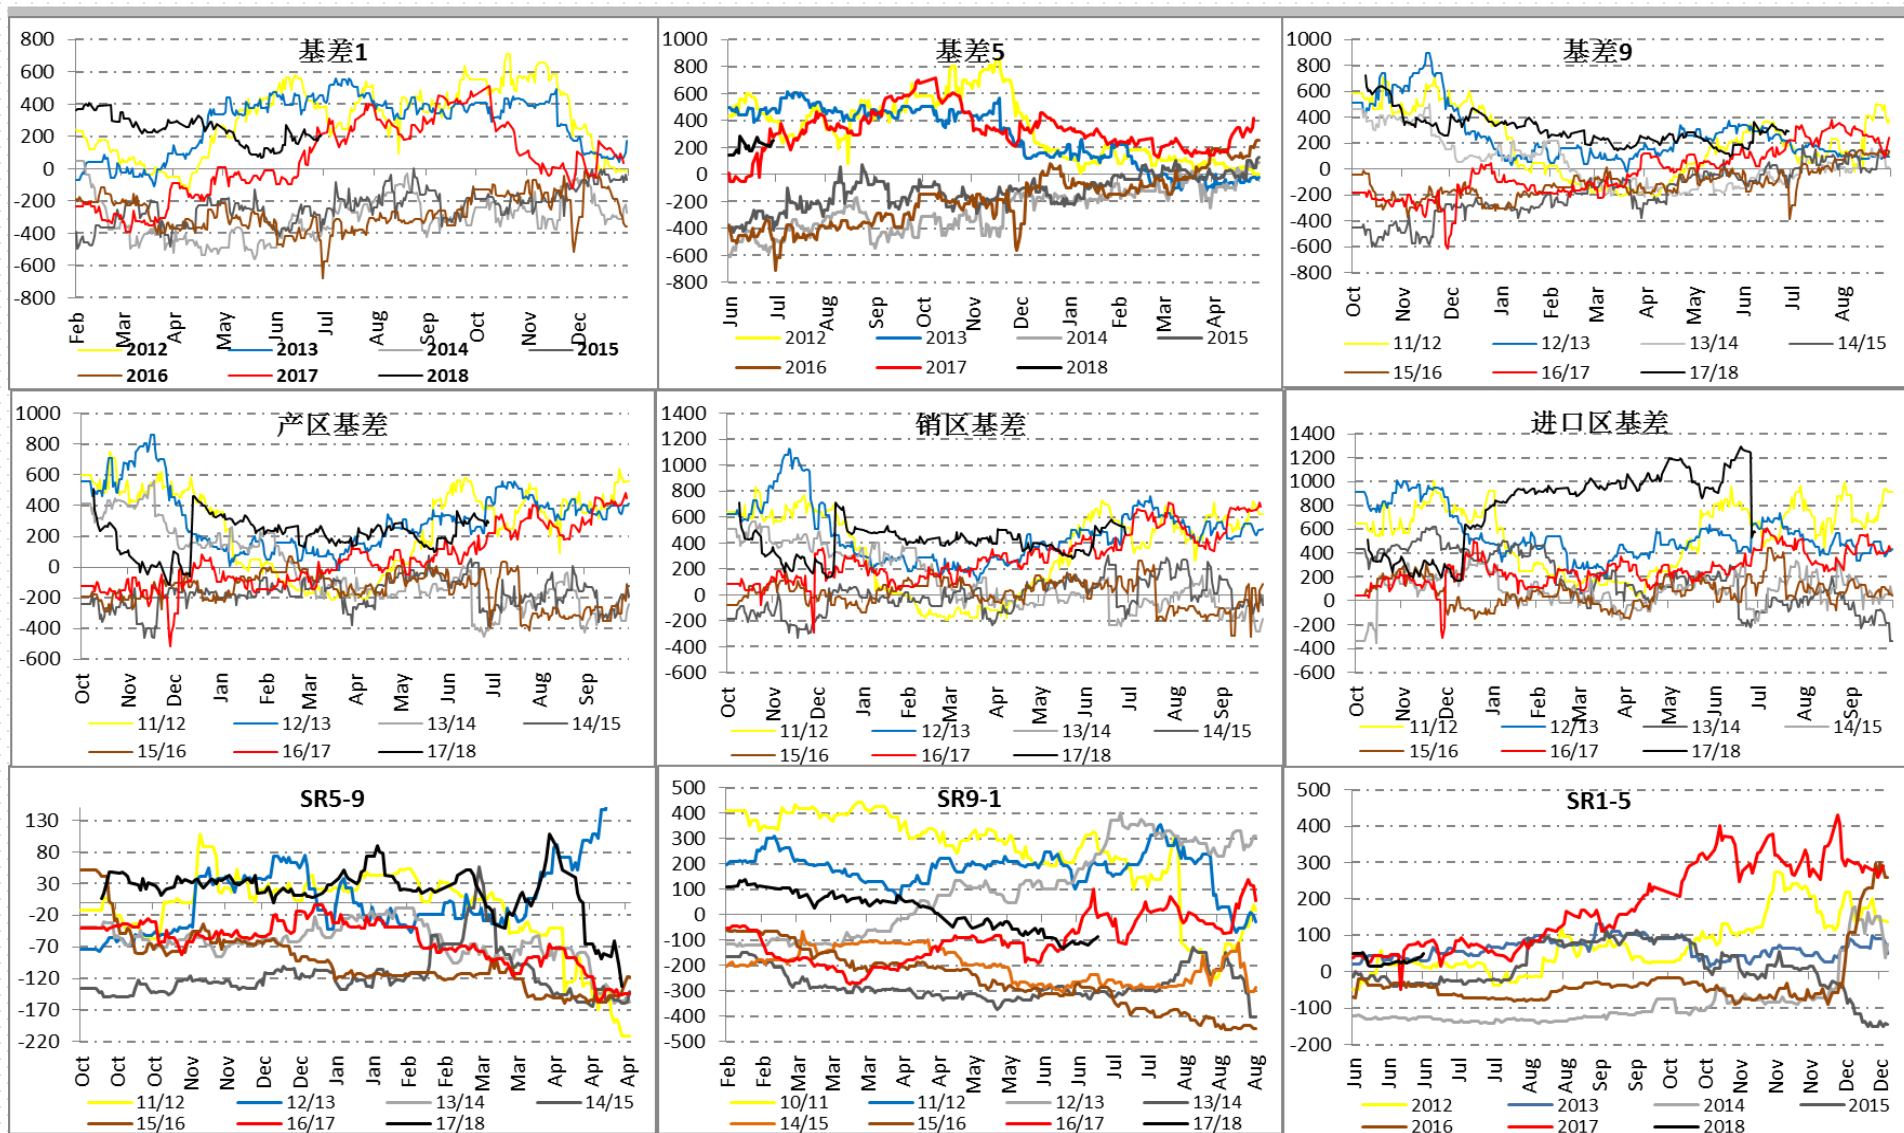 基差1
800
600
400
200
0
-200
-400
-600
-800
Feb Mar Apr May Jun Jul Aug Sep Oct Nov Dec
2012 2013 2014 2015
2016 2017 2018
基差5
1000
800
600
400
200
0
-200
-400
-600
-800
Jun Jul Aug Sep Oct Nov Dec Jan Feb Mar Apr
2012 2013 2014 2015
2016 2017 2018
基差9
1000
800
600
400
200
0
-200
-400
-600
-800
Oct Nov Dec Jan Feb Mar Apr May Jun Jul Aug
11/12 12/13 13/14 14/15
15/16 16/17 17/18
产区基差
1000
800
600
400
200
0
-200
-400
-600
Oct Nov Dec Jan Feb Mar Apr May Jun Jul Aug Sep
11/12 12/13 13/14 14/15
15/16 16/17 17/18
销区基差
1400
1200
1000
800
600
400
200
0
-200
-400
-600
Oct Nov Dec Jan Feb Mar Apr May Jun Jul Aug Sep
11/12 12/13 13/14 14/15
15/16 16/17 17/18
进口区基差
1400
1200
1000
800
600
400
200
0
-200
-400
-600
Oct Nov Dec Jan Feb Mar Apr May Jun Jul Aug Sep
11/12 12/13 13/14 14/15
15/16 16/17 17/18
SR5-9
130
80
30
-20
-70
-120
-170
-220
Oct Oct Oct Nov Nov Dec Dec Jan Jan Feb Feb Mar Mar Apr Apr Apr
11/12 12/13 13/14 14/15
15/16 16/17 17/18
SR9-1
500
400
300
200
100
0
-100
-200
-300
-400
-500
Feb Feb Mar Mar Mar Apr May May Jun Jun Jul Jul Jul Aug Aug
10/11 11/12 12/13 13/14
14/15 15/16 16/17 17/18
SR1-5
500
400
300
200
100
0
-100
-200
Jun Jun Jul Jul Aug Aug Sep Sep Oct Oct Nov Nov Nov Dec Dec
2012 2013 2014 2015
2016 2017 2018